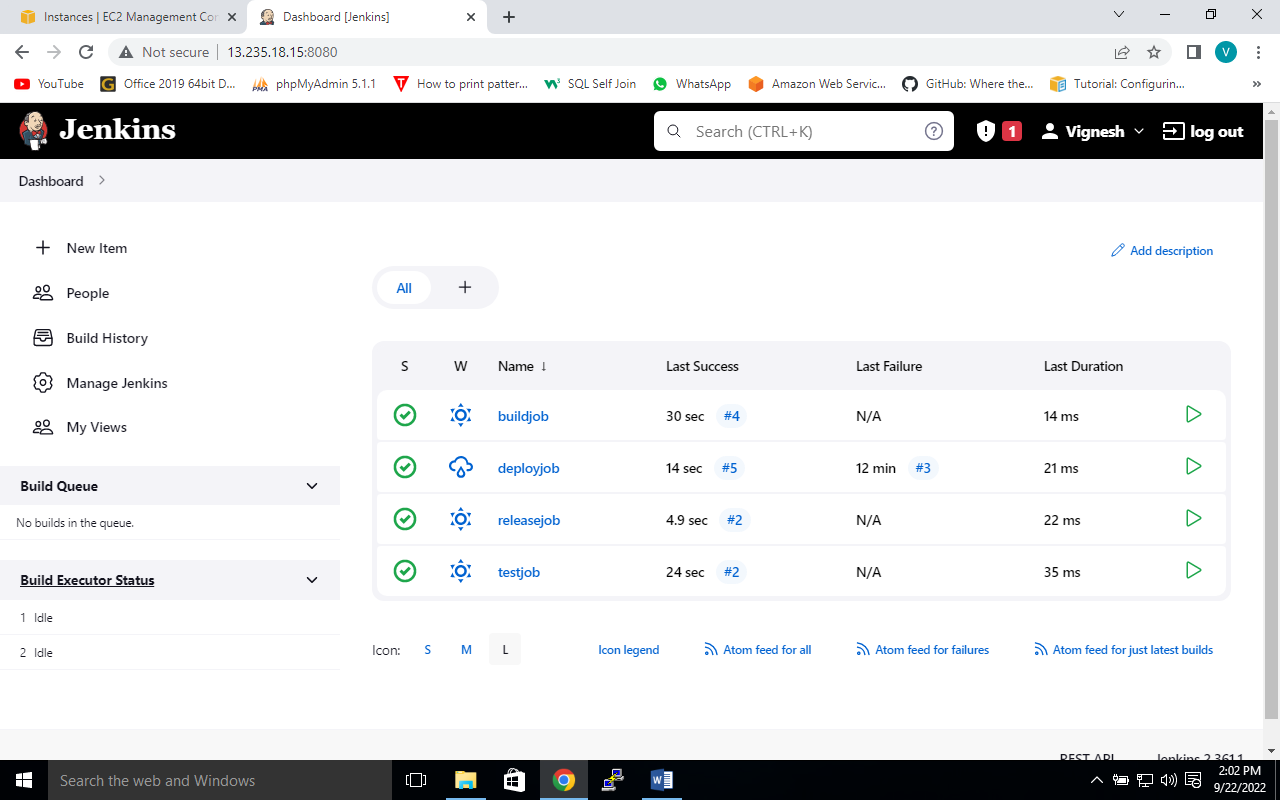 Instances | EC2 Management Con
Dashboard [Jenkins]
Not secure 13.235.18.15:8080
V
YouTube Office 2019 64bit D... phpMyAdmin 5.1.1 How to print patter... SQL Self Join WhatsApp Amazon Web Servic... GitHub: Where the... Tutorial: Configurin... »
Jenkins Search (CTRL+K) 1 Vignesh log out
Dashboard
New Item
Add description
People
All +
Build History
Manage Jenkins
My Views
S W Name ↓ Last Success Last Failure Last Duration
buildjob 30 sec #4 N/A 14 ms
deployjob 14 sec #5 12 min #3 21 ms
releasejob 4.9 sec #2 N/A 22 ms
testjob 24 sec #2 N/A 35 ms
Build Queue
No builds in the queue.
Build Executor Status
1 Idle
2 Idle
Icon: S M L Icon legend Atom feed for all Atom feed for failures Atom feed for just latest builds
REST API Jenkins 2.361.1
Search the web and Windows
2:02 PM
9/22/2022